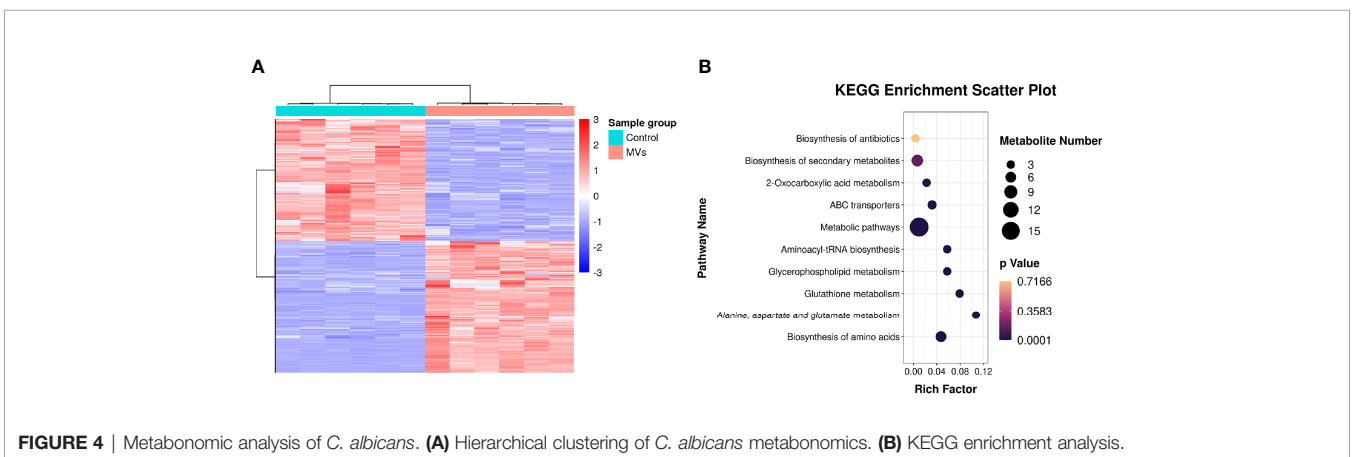 A
3
2
1
0
-1
-2
-3
Sample group
Control
MVs
B
KEGG Enrichment Scatter Plot
Pathway Name
Biosynthesis of antibiotics
Biosynthesis of secondary metabolites
2-Oxocarboxylic acid metabolism
ABC transporters
Metabolic pathways
Aminoacyl-tRNA biosynthesis
Glycerophospholipid metabolism
Glutathione metabolism
Alanine, aspartate and glutamate metabolism
Biosynthesis of amino acids
0.00 0.04 0.08 0.12
Rich Factor
Metabolite Number
3
6
9
12
15
p Value
0.7166
0.3583
0.0001
FIGURE 4 | Metabonomic analysis of C. albicans. (A) Hierarchical clustering of C. albicans metabonomics. (B) KEGG enrichment analysis.